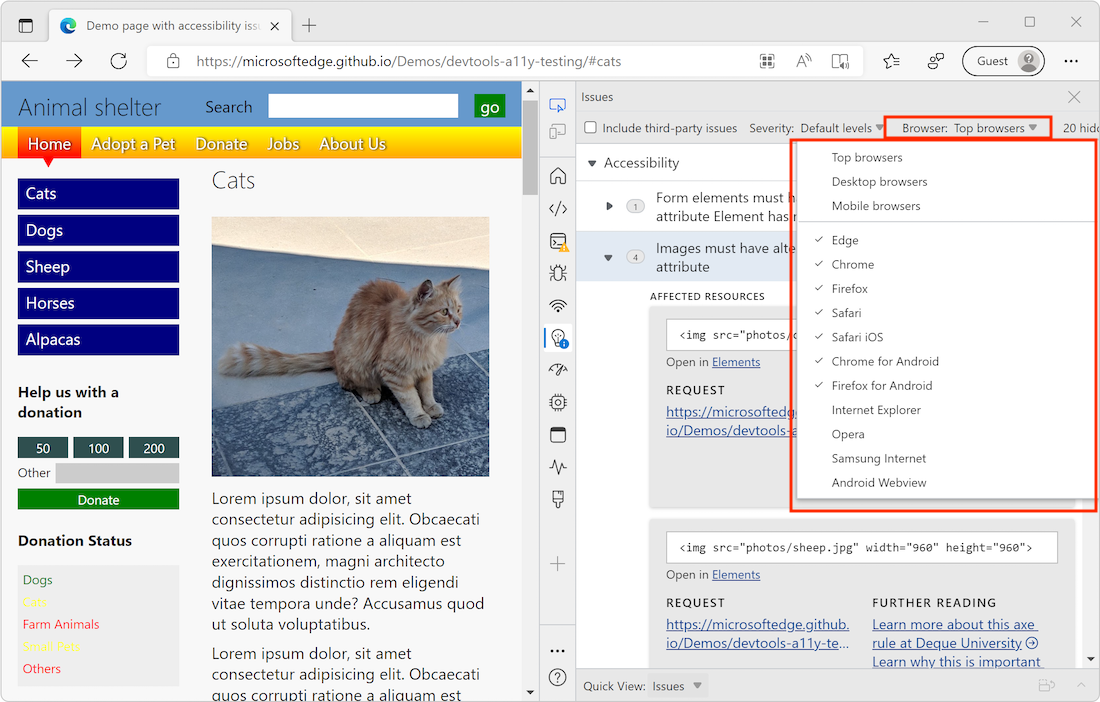 Demo page with accessibility iss
https://microsoftedge.github.io/Demos/devtools-a11y-testing/#cats
Guest
Animal shelter
Search
go
Home
Adopt a Pet
Donate
Jobs
About Us
Cats
Dogs
Sheep
Horses
Alpacas
Help us with a
donation
50
100
200
Other
Donate
Donation Status
Dogs
Cats
Farm Animals
Small Pets
Others
Cats
Lorem ipsum dolor, sit amet
consectetur adipisicing elit. Obcaecati
quos corrupti ratione a aliquam est
exercitationem, magni architecto
dignissimos distinctio rem eligendi
vitae tempora unde? Accusamus quod
ut soluta voluptatibus.
Lorem ipsum dolor, sit amet
consectetur adipisicing elit. Obcaecati
quos corrupti ratione a aliquam est
Issues
Include third-party issues
Severity: Default levels
Browser: Top browsers
20 hidd
Accessibility
1
Form elements must h
attribute Element has
4
Images must have alte
attribute
AFFECTED RESOURCES
<img src="photos/c
Open in Elements
REQUEST
https://microsoftedg
io/Demos/devtools-a
Top browsers
Desktop browsers
Mobile browsers
Edge
Chrome
Firefox
Safari
Safari iOS
Chrome for Android
Firefox for Android
Internet Explorer
Opera
Samsung Internet
Android Webview
<img src="photos/sheep.jpg" width="960" height="960">
Open in Elements
REQUEST
https://microsoftedge.github.
io/Demos/devtools-a11y-te...
FURTHER READING
Learn more about this axe
rule at Deque University
Learn why this is important
Quick View: Issues